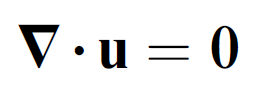 ∇ · u = 0